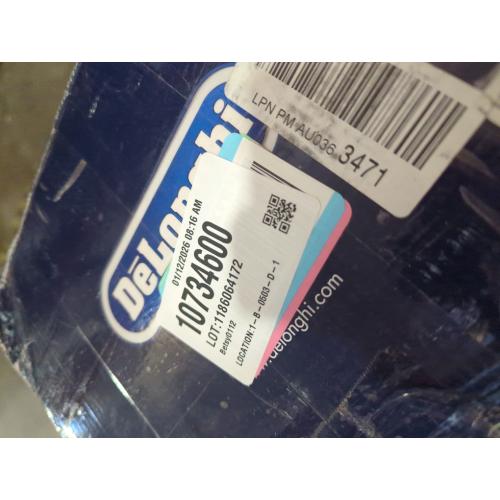 DeLonghi
LPN PM AU036 3471
01/12/2026 08:16 AM
10734600
LOT:1186064172
Betsy0112
LOCATION:1-B-0503-D-1
.delonghi.com